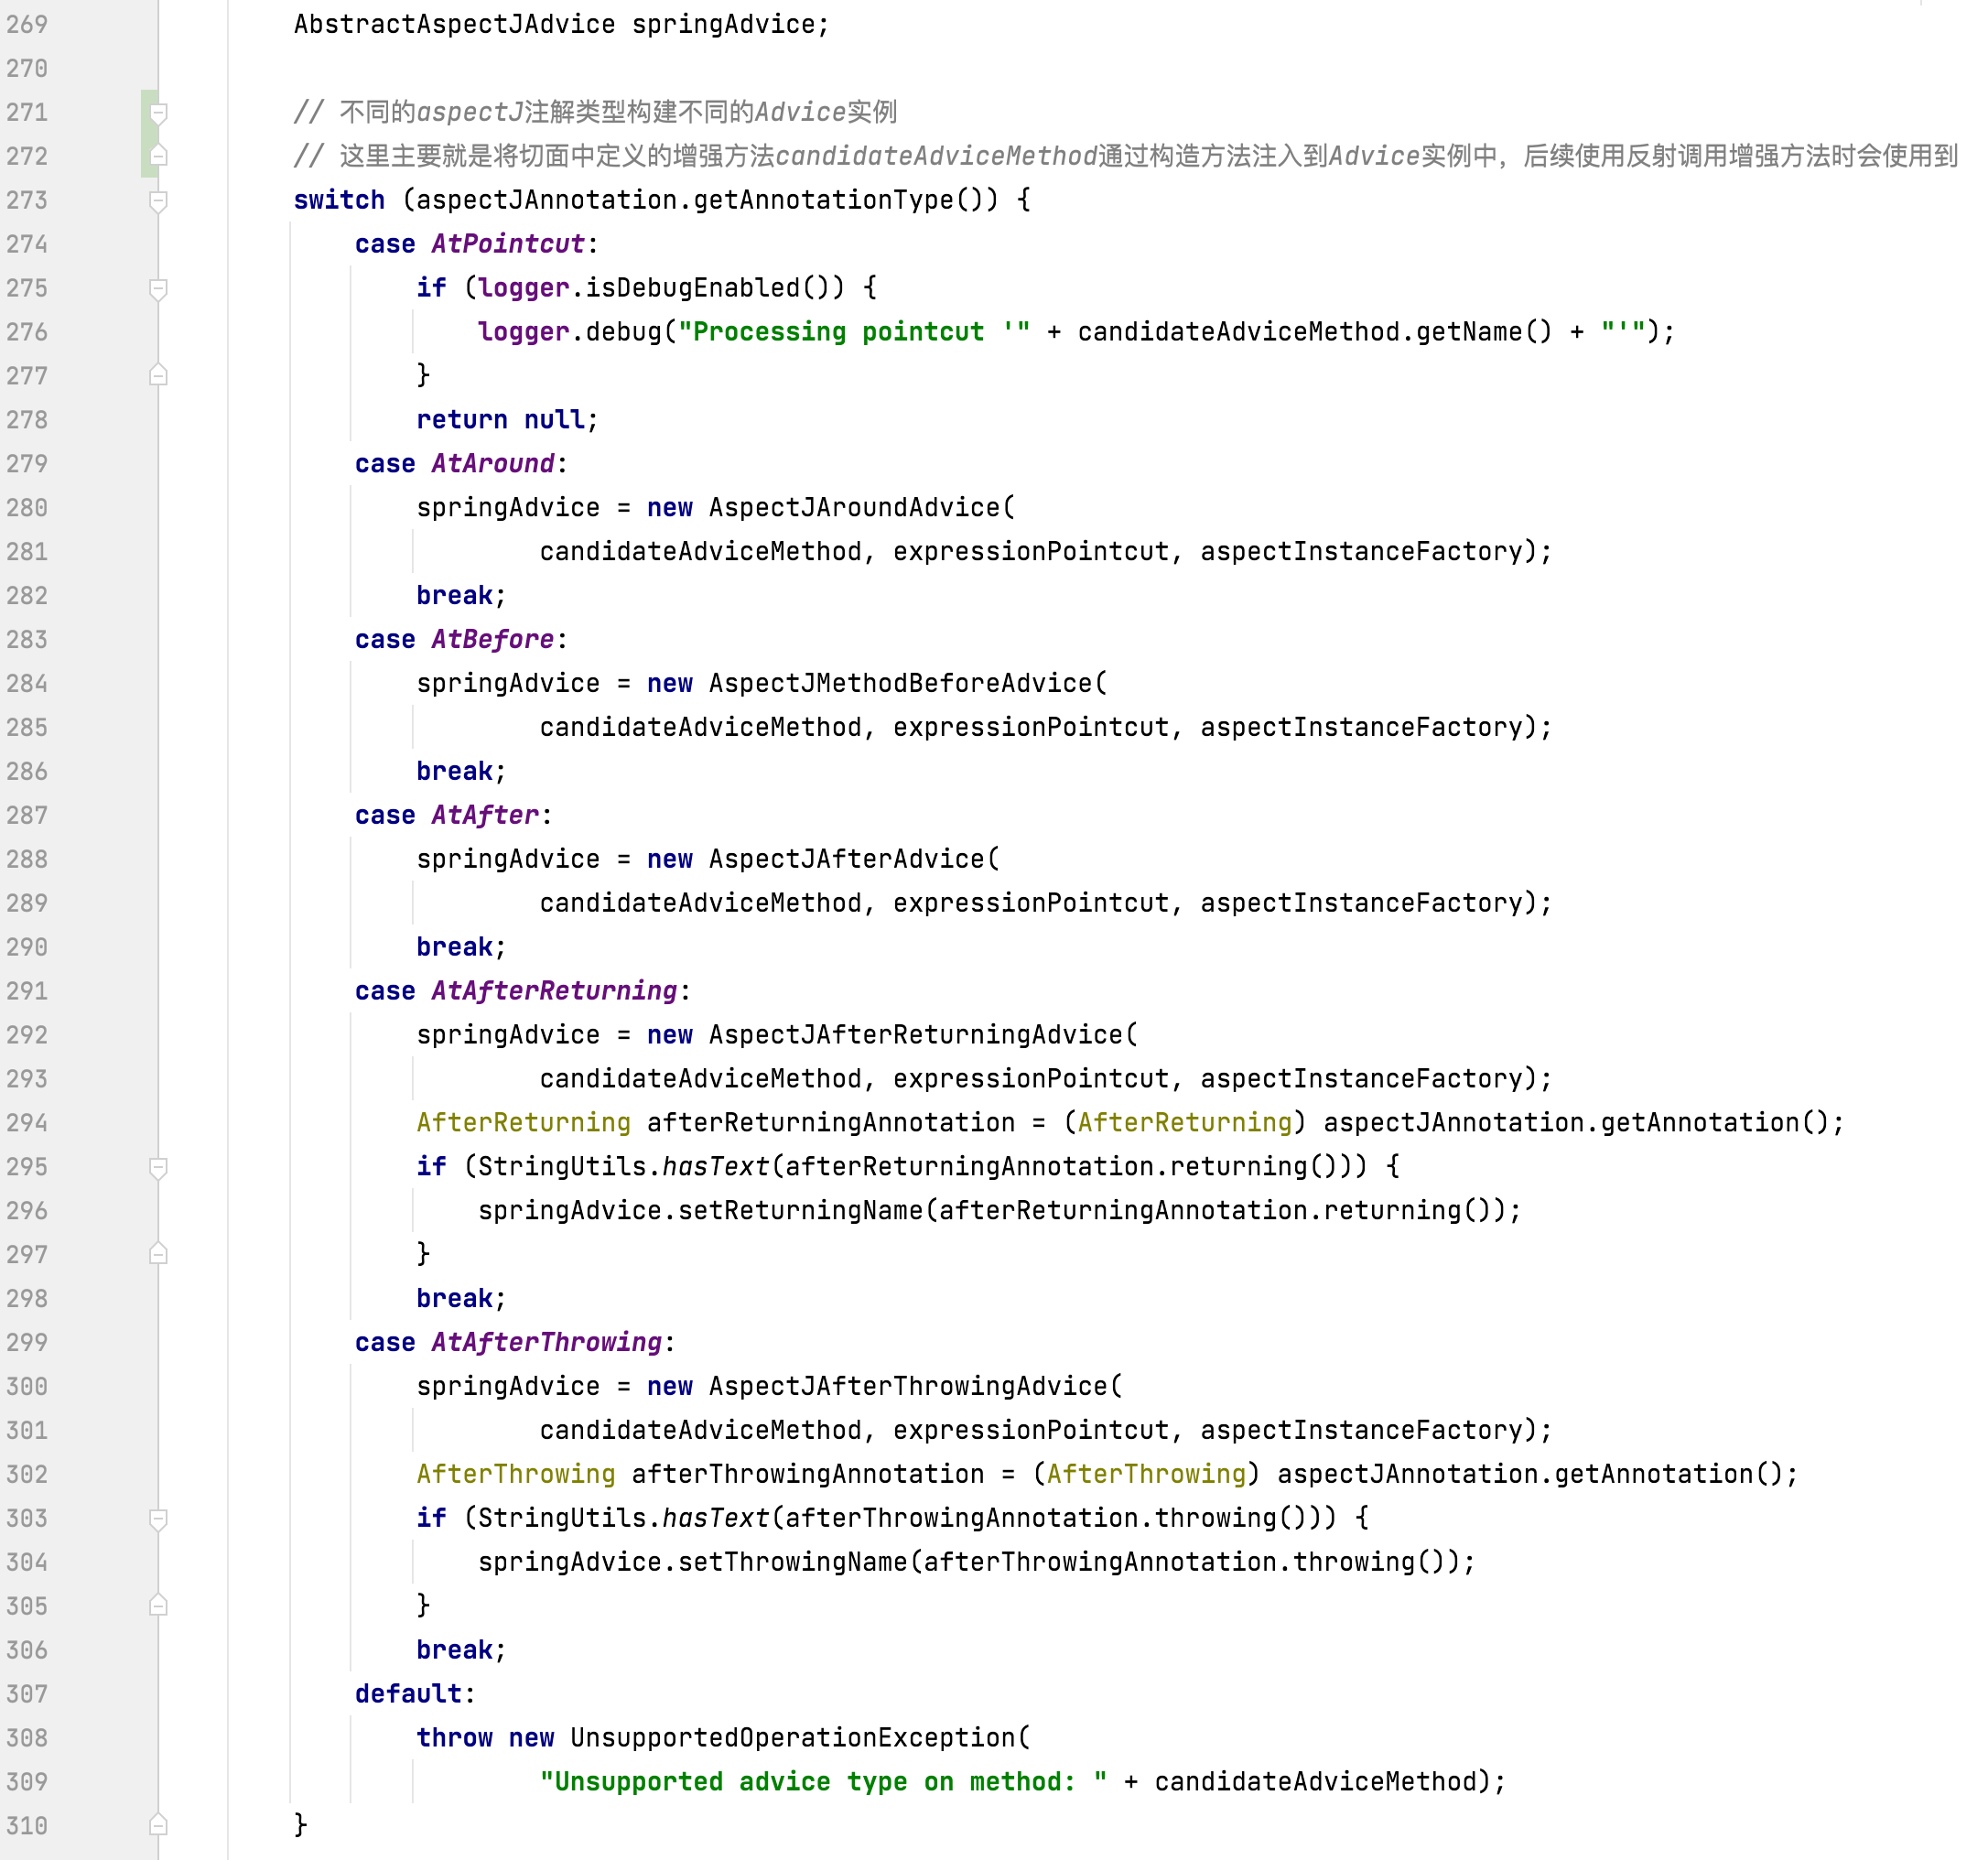 269 AbstractAspectJAdvice springAdvice;
270
271 // 不同的aspectJ注解类型构建不同的Advice实例
272 // 这里主要就是将切面中定义的增强方法candidateAdviceMethod通过构造方法注入到Advice实例中，后续使用反射调用增强方法时会使用到
273 switch (aspectJAnnotation.getAnnotationType()) {
274 case AtPointcut:
275 if (logger.isDebugEnabled()) {
276 logger.debug("Processing pointcut '" + candidateAdviceMethod.getName() + "'");
277 }
278 return null;
279 case AtAround:
280 springAdvice = new AspectJAroundAdvice(
281 candidateAdviceMethod, expressionPointcut, aspectInstanceFactory);
282 break;
283 case AtBefore:
284 springAdvice = new AspectJMethodBeforeAdvice(
285 candidateAdviceMethod, expressionPointcut, aspectInstanceFactory);
286 break;
287 case AtAfter:
288 springAdvice = new AspectJAfterAdvice(
289 candidateAdviceMethod, expressionPointcut, aspectInstanceFactory);
290 break;
291 case AtAfterReturning:
292 springAdvice = new AspectJAfterReturningAdvice(
293 candidateAdviceMethod, expressionPointcut, aspectInstanceFactory);
294 AfterReturning afterReturningAnnotation = (AfterReturning) aspectJAnnotation.getAnnotation();
295 if (StringUtils.hasText(afterReturningAnnotation.returning())) {
296 springAdvice.setReturningName(afterReturningAnnotation.returning());
297 }
298 break;
299 case AtAfterThrowing:
300 springAdvice = new AspectJAfterThrowingAdvice(
301 candidateAdviceMethod, expressionPointcut, aspectInstanceFactory);
302 AfterThrowing afterThrowingAnnotation = (AfterThrowing) aspectJAnnotation.getAnnotation();
303 if (StringUtils.hasText(afterThrowingAnnotation.throwing())) {
304 springAdvice.setThrowingName(afterThrowingAnnotation.throwing());
305 }
306 break;
307 default:
308 throw new UnsupportedOperationException(
309 "Unsupported advice type on method: " + candidateAdviceMethod);
310 }